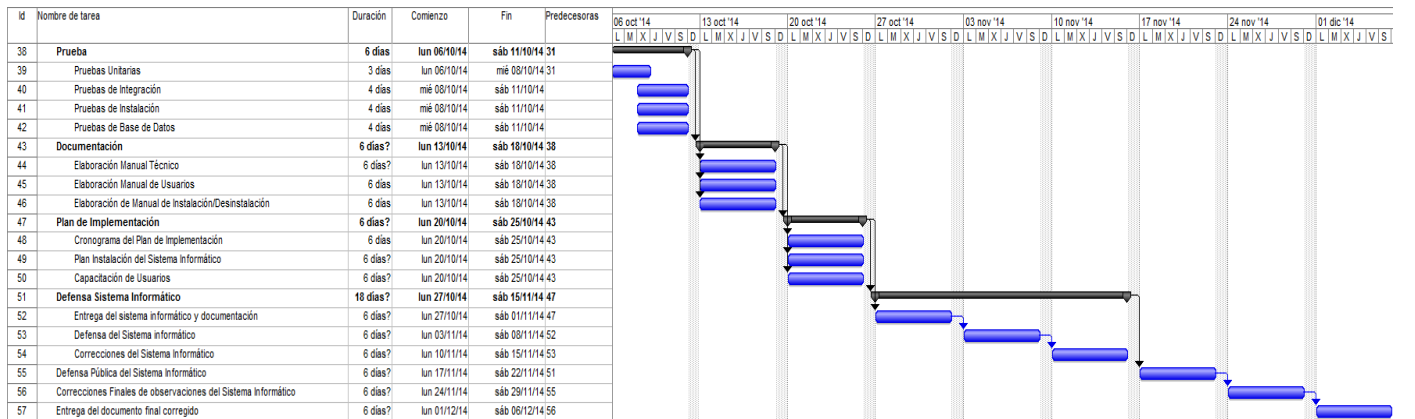 Id Nombre de tarea Duración Comienzo Fin Predecesoras 06 oct '14 13 oct '14 20 oct '14 27 oct '14 03 nov '14 10 nov '14 17 nov '14 24 nov '14 01 dic '14
L M X J V S D L M X J V S D L M X J V S D L M X J V S D L M X J V S D L M X J V S D L M X J V S D L M X J V S D L M X J V S
38 Prueba 6 días lun 06/10/14 sáb 11/10/14 31
39 Pruebas Unitarias 3 días lun 06/10/14 mié 08/10/14 31
40 Pruebas de Integración 4 días mié 08/10/14 sáb 11/10/14
41 Pruebas de Instalación 4 días mié 08/10/14 sáb 11/10/14
42 Pruebas de Base de Datos 4 días mié 08/10/14 sáb 11/10/14
43 Documentación 6 días? lun 13/10/14 sáb 18/10/14 38
44 Elaboración Manual Técnico 6 días? lun 13/10/14 sáb 18/10/14 38
45 Elaboración Manual de Usuarios 6 días lun 13/10/14 sáb 18/10/14 38
46 Elaboración de Manual de Instalación/Desinstalación 6 días lun 13/10/14 sáb 18/10/14 38
47 Plan de Implementación 6 días? lun 20/10/14 sáb 25/10/14 43
48 Cronograma del Plan de Implementación 6 días lun 20/10/14 sáb 25/10/14 43
49 Plan Instalación del Sistema Informático 6 días? lun 20/10/14 sáb 25/10/14 43
50 Capacitación de Usuarios 6 días? lun 20/10/14 sáb 25/10/14 43
51 Defensa Sistema Informático 18 días? lun 27/10/14 sáb 15/11/14 47
52 Entrega del sistema informático y documentación 6 días? lun 27/10/14 sáb 01/11/14 47
53 Defensa del Sistema informático 6 días? lun 03/11/14 sáb 08/11/14 52
54 Correcciones del Sistema Informático 6 días? lun 10/11/14 sáb 15/11/14 53
55 Defensa Pública del Sistema Informático 6 días? lun 17/11/14 sáb 22/11/14 51
56 Correcciones Finales de observaciones del Sistema Informático 6 días? lun 24/11/14 sáb 29/11/14 55
57 Entrega del documento final corregido 6 días? lun 01/12/14 sáb 06/12/14 56